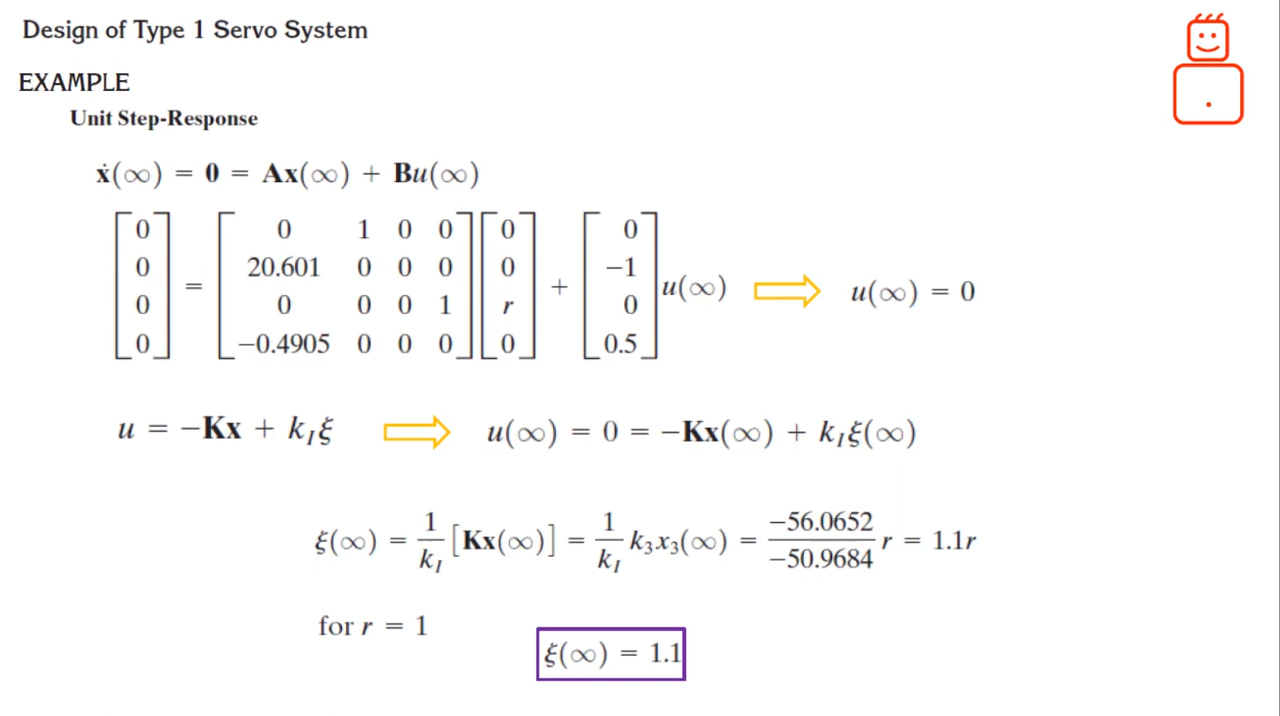 Design of Type 1 Servo System
EXAMPLE
Unit Step-Response
ẋ(∞) = 0 = Ax(∞) + Bu(∞)
[0 0 0 0] = [0 1 0 0; 20.601 0 0 0; 0 0 0 1; −0.4905 0 0 0] [0 0 r 0] + [0 −1 0 0.5] u(∞) ⇒ u(∞) = 0
u = −Kx + k_I ξ ⇒ u(∞) = 0 = −Kx(∞) + k_I ξ(∞)
ξ(∞) = 1/k_I [Kx(∞)] = 1/k_I k_3 x_3(∞) = −56.0652/−50.9684 r = 1.1r
for r = 1
ξ(∞) = 1.1